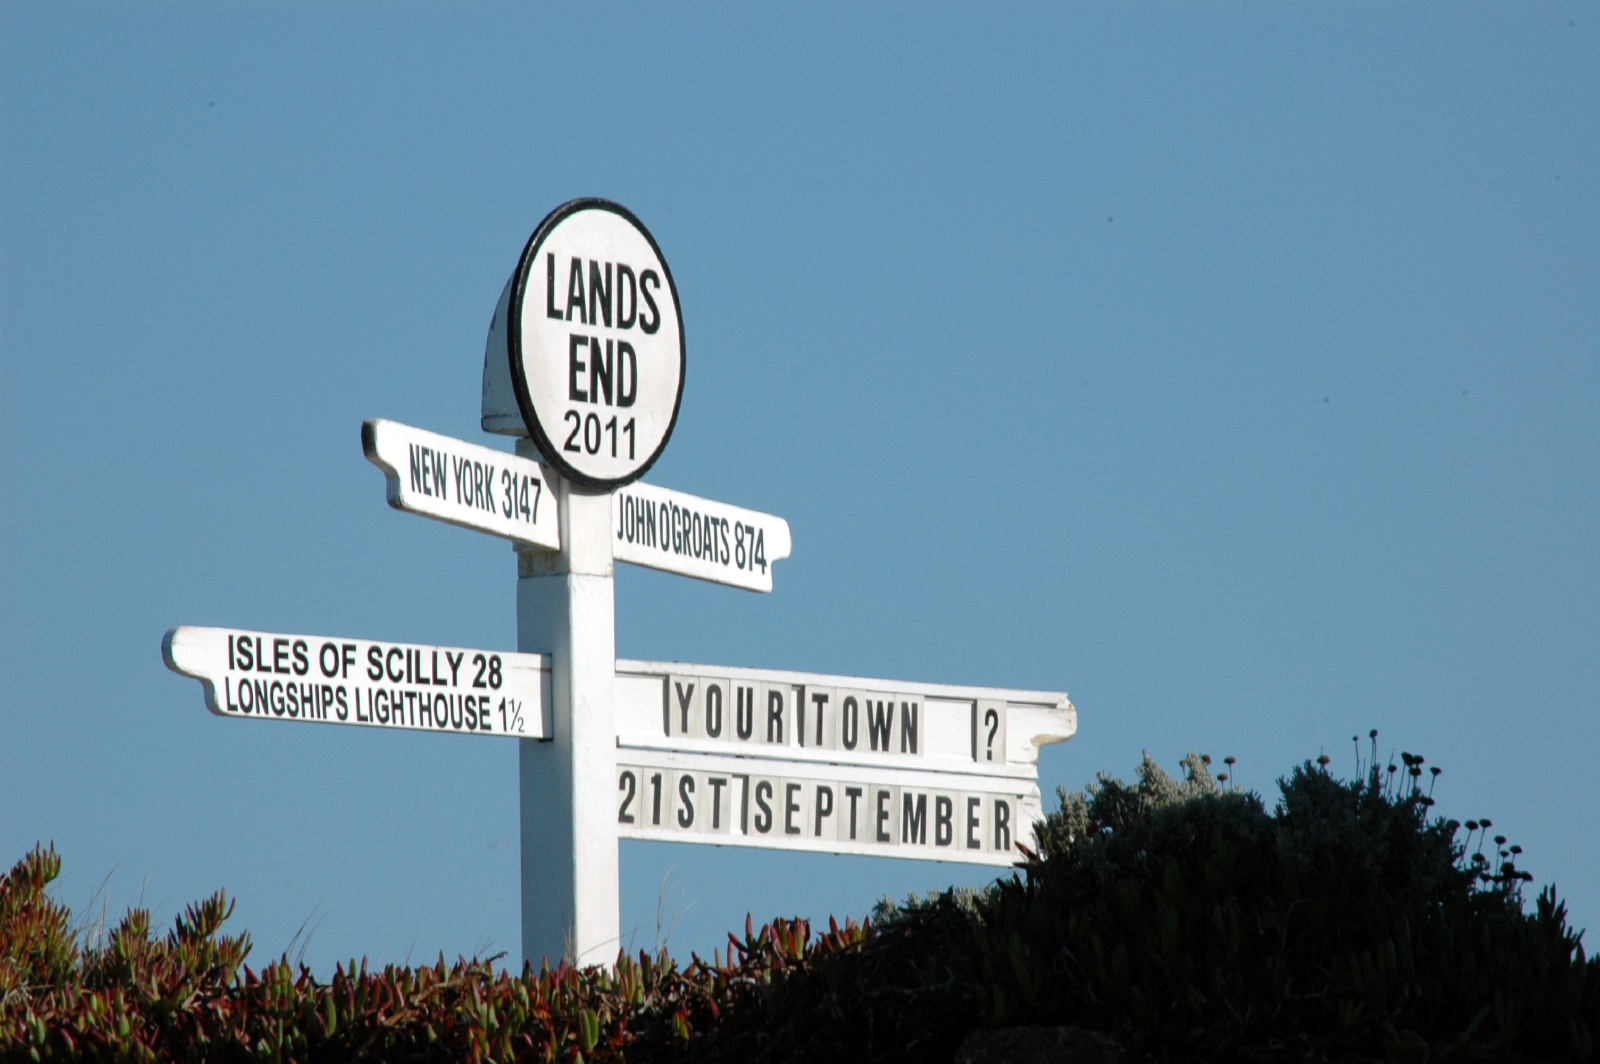 LANDS
END
2011
NEW YORK 3147
JOHN O'GROATS 874
ISLES OF SCILLY 28
LONGSHIPS LIGHTHOUSE 1½
YOUR TOWN ?
21ST SEPTEMBER